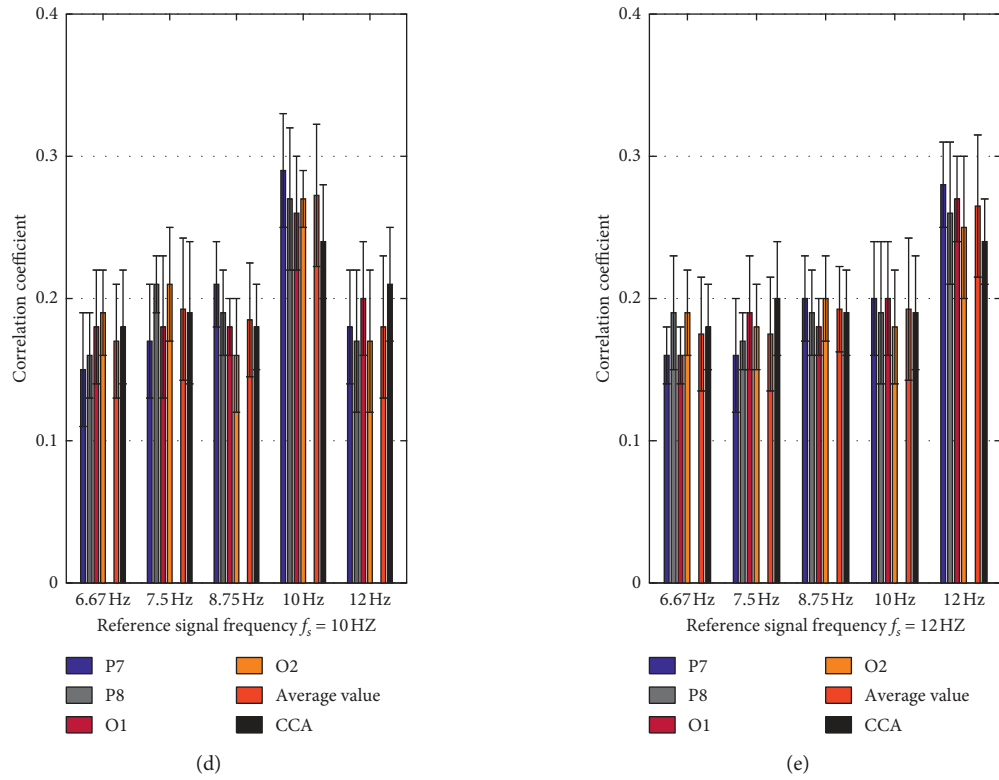 0.4
0.3
0.2
0.1
0
Correlation coefficient
6.67 Hz 7.5 Hz 8.75 Hz 10 Hz 12 Hz
Reference signal frequency fs = 10 HZ
P7 O2
P8 Average value
O1 CCA
(d)
0.4
0.3
0.2
0.1
0
Correlation coefficient
6.67 Hz 7.5 Hz 8.75 Hz 10 Hz 12 Hz
Reference signal frequency fs = 12 HZ
P7 O2
P8 Average value
O1 CCA
(e)